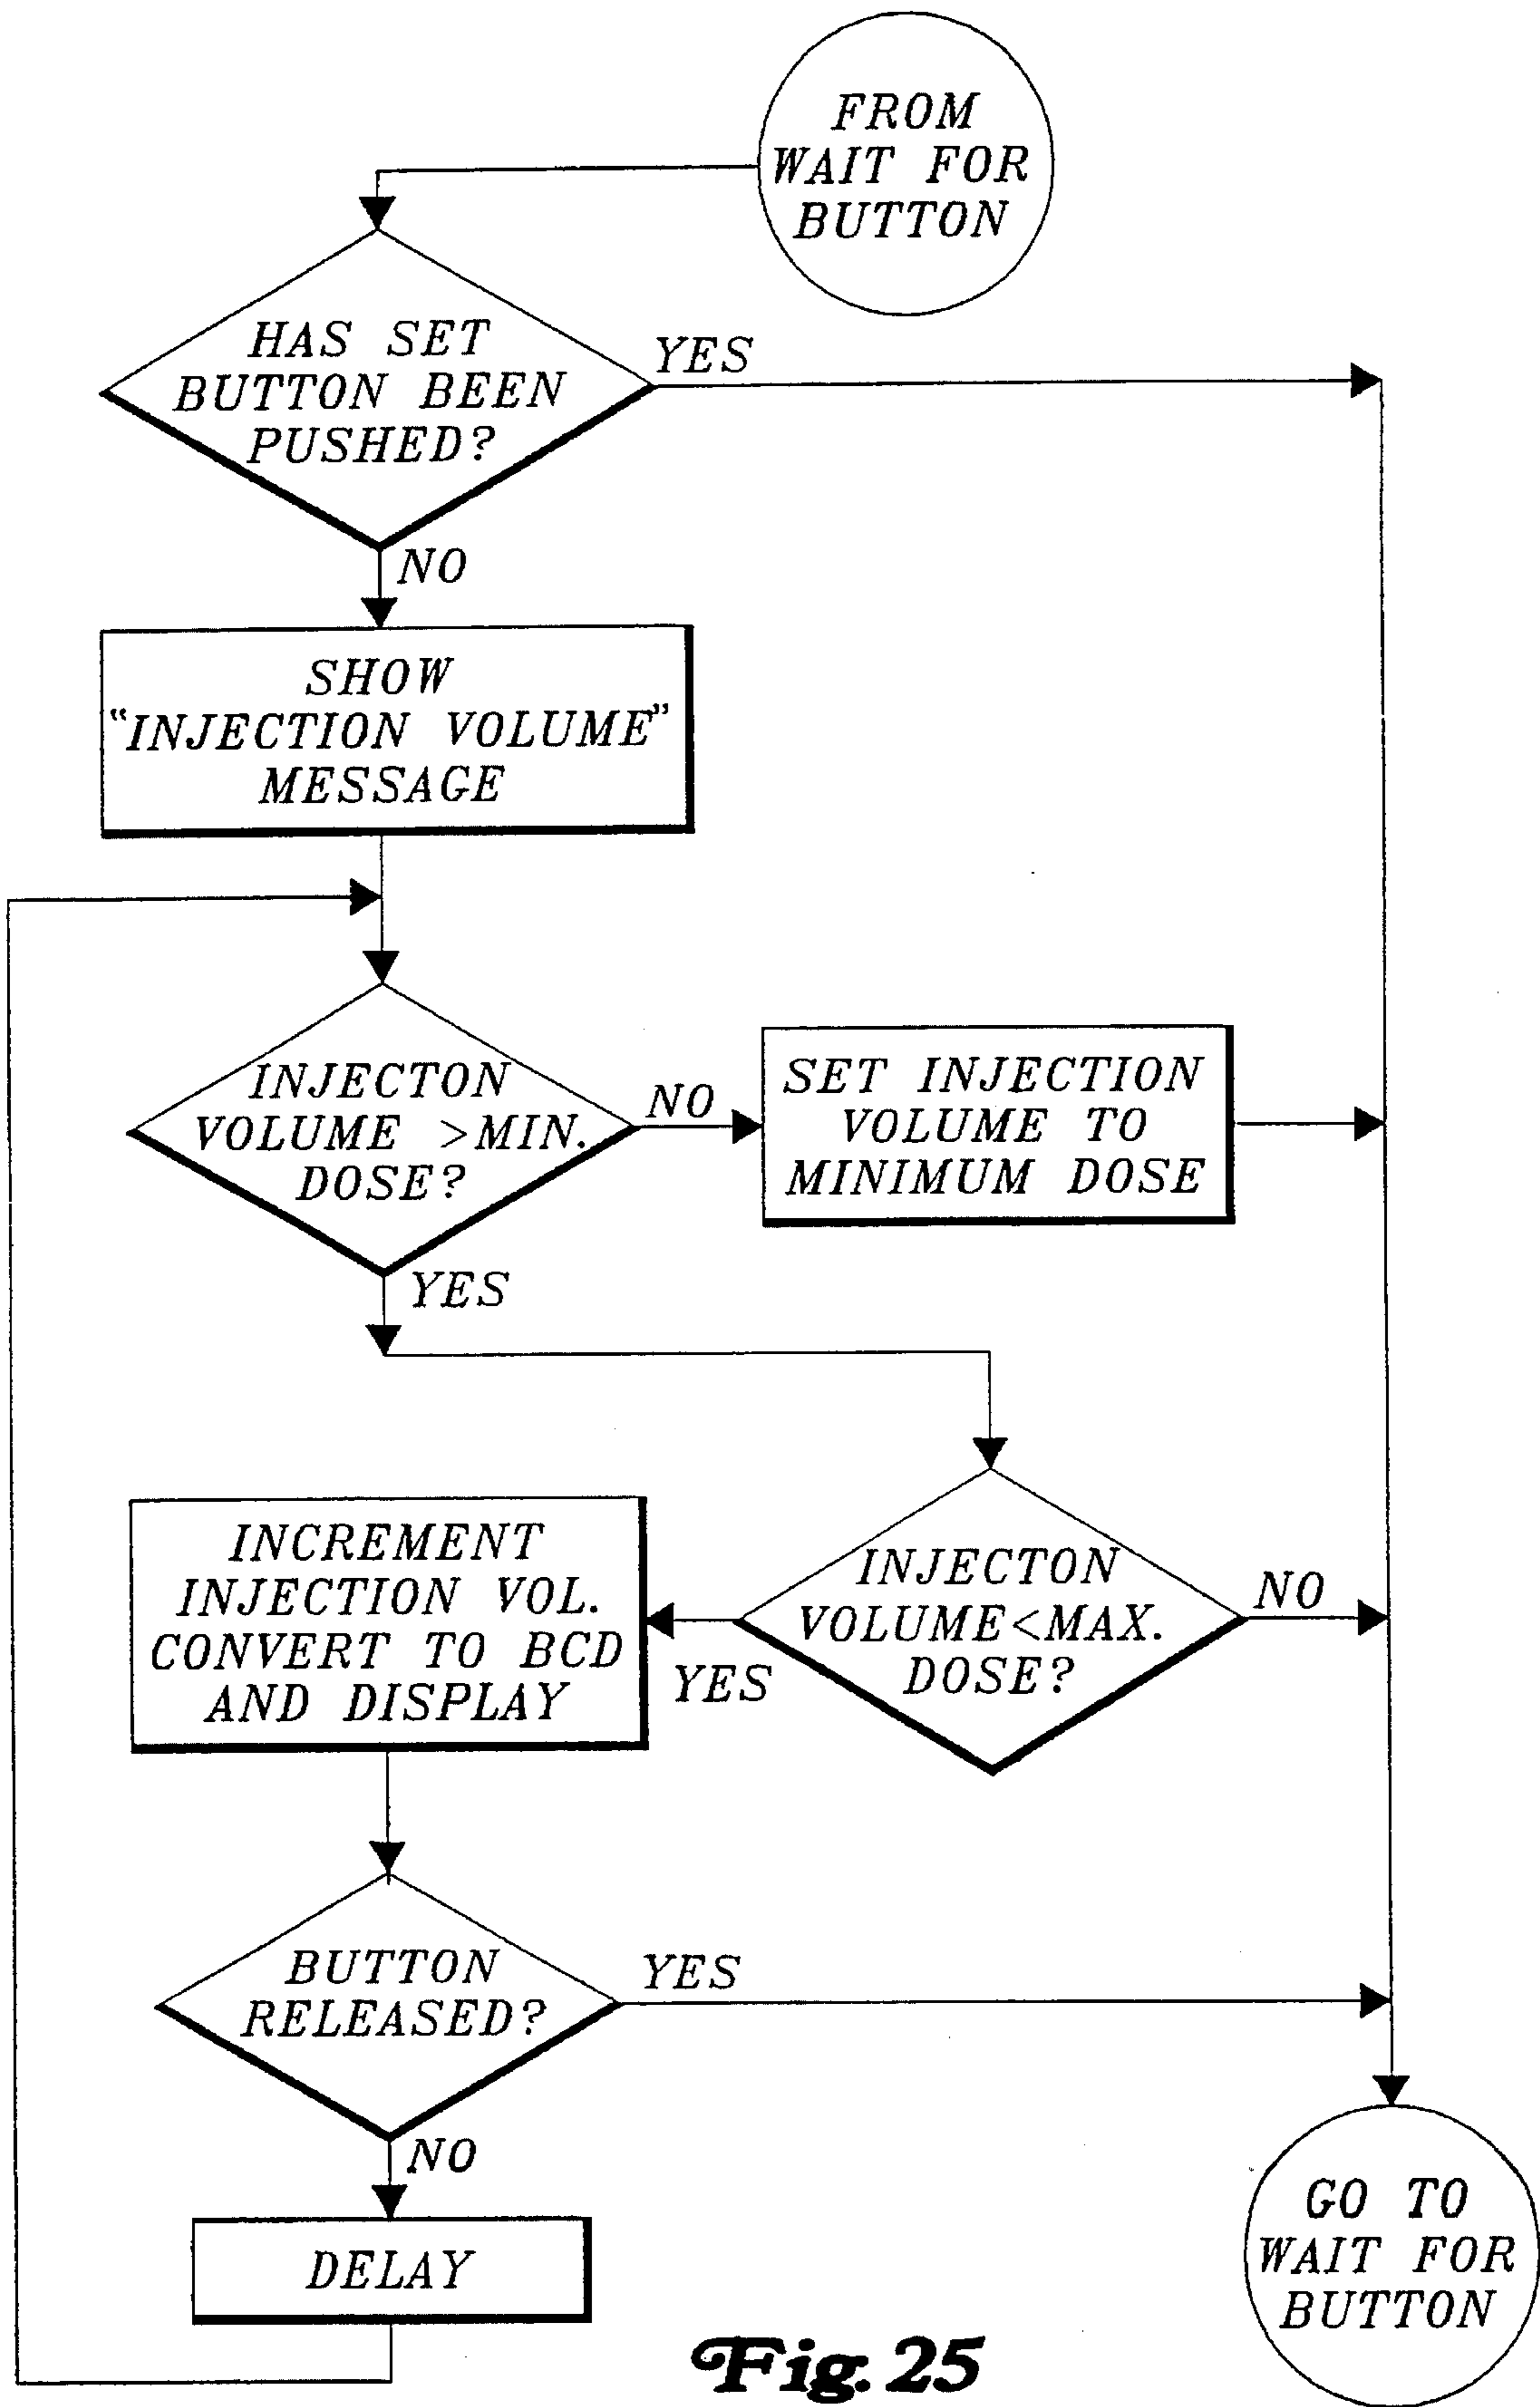 FROM
WAIT FOR
BUTTON
HAS SET
BUTTON BEEN
PUSHED?
YES
NO
SHOW
"INJECTION VOLUME"
MESSAGE
INJECTON
VOLUME >MIN.
DOSE?
NO
SET INJECTION
VOLUME TO
MINIMUM DOSE
YES
INJECTON
VOLUME<MAX.
DOSE?
NO
YES
INCREMENT
INJECTION VOL.
CONVERT TO BCD
AND DISPLAY
BUTTON
RELEASED?
YES
NO
DELAY
GO TO
WAIT FOR
BUTTON
Fig. 25